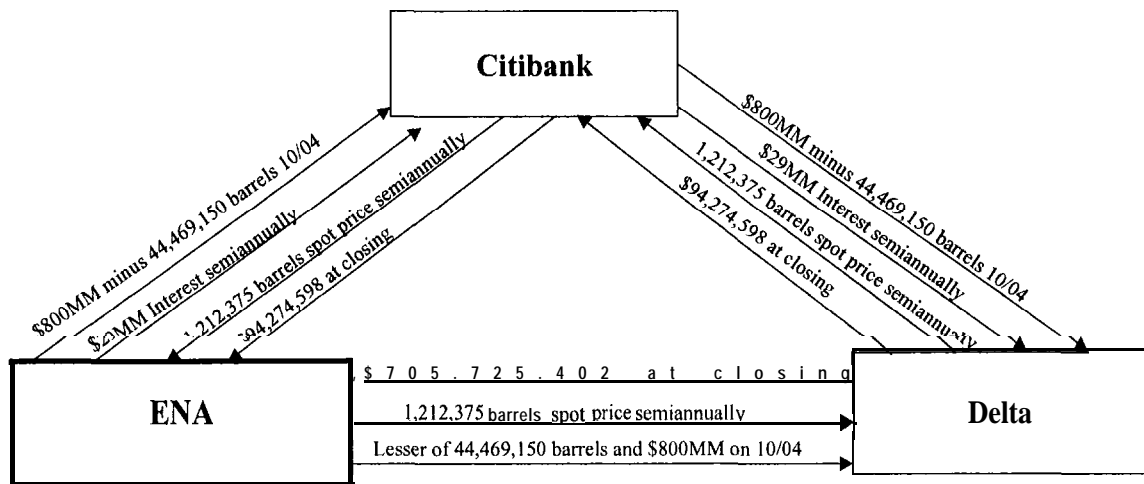 Citibank
$800MM minus 44,469,150 barrels 10/04
Interest semiannually
1,212,375 barrels spot price semiannually
$94,274,598 at closing
$800MM minus 44,469,150 barrels 10/04
$29MM Interest semiannually
1,212,375 barrels spot price semiannually
$94,274,598 at closing
ENA
$705.725.402 at closing
1,212,375 barrels spot price semiannually
Lesser of 44,469,150 barrels and $800MM on 10/04
Delta